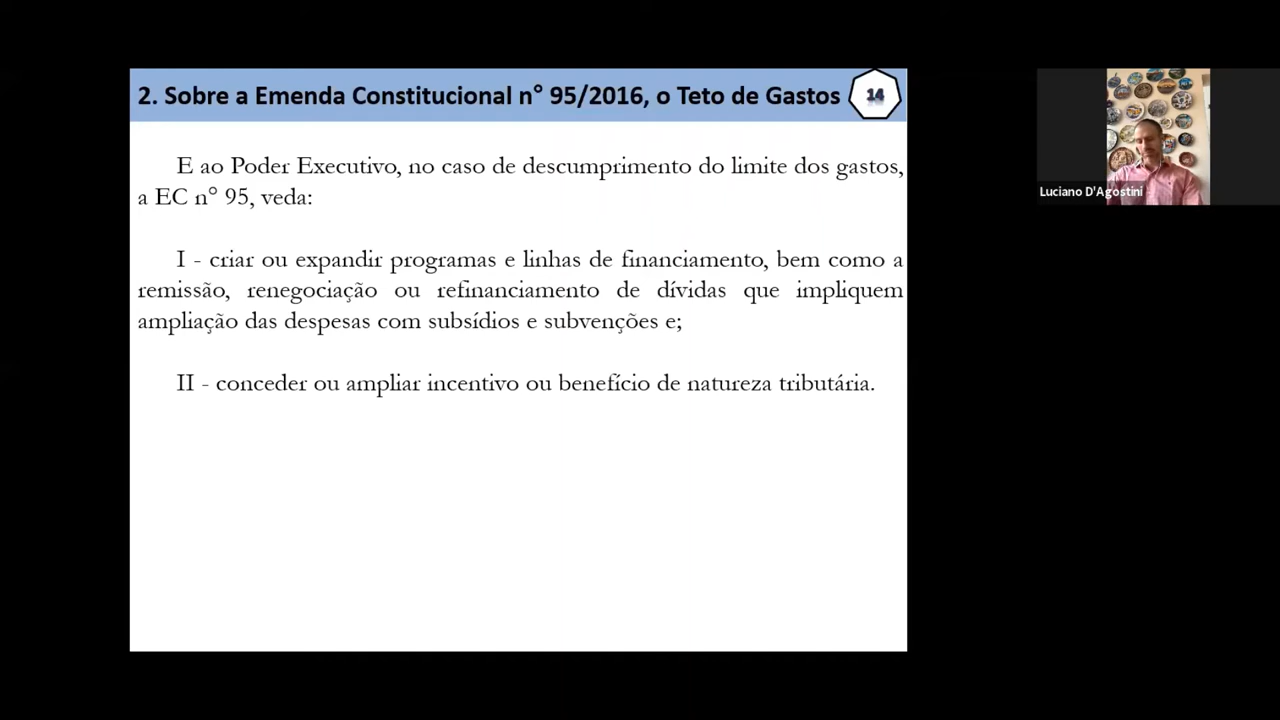 2. Sobre a Emenda Constitucional n° 95/2016, o Teto de Gastos
14
E ao Poder Executivo, no caso de descumprimento do limite dos gastos,
a EC n° 95, veda:
I - criar ou expandir programas e linhas de financiamento, bem como a
remissão, renegociação ou refinanciamento de dívidas que impliquem
ampliação das despesas com subsídios e subvenções e;
II - conceder ou ampliar incentivo ou benefício de natureza tributária.
Luciano D'Agostini